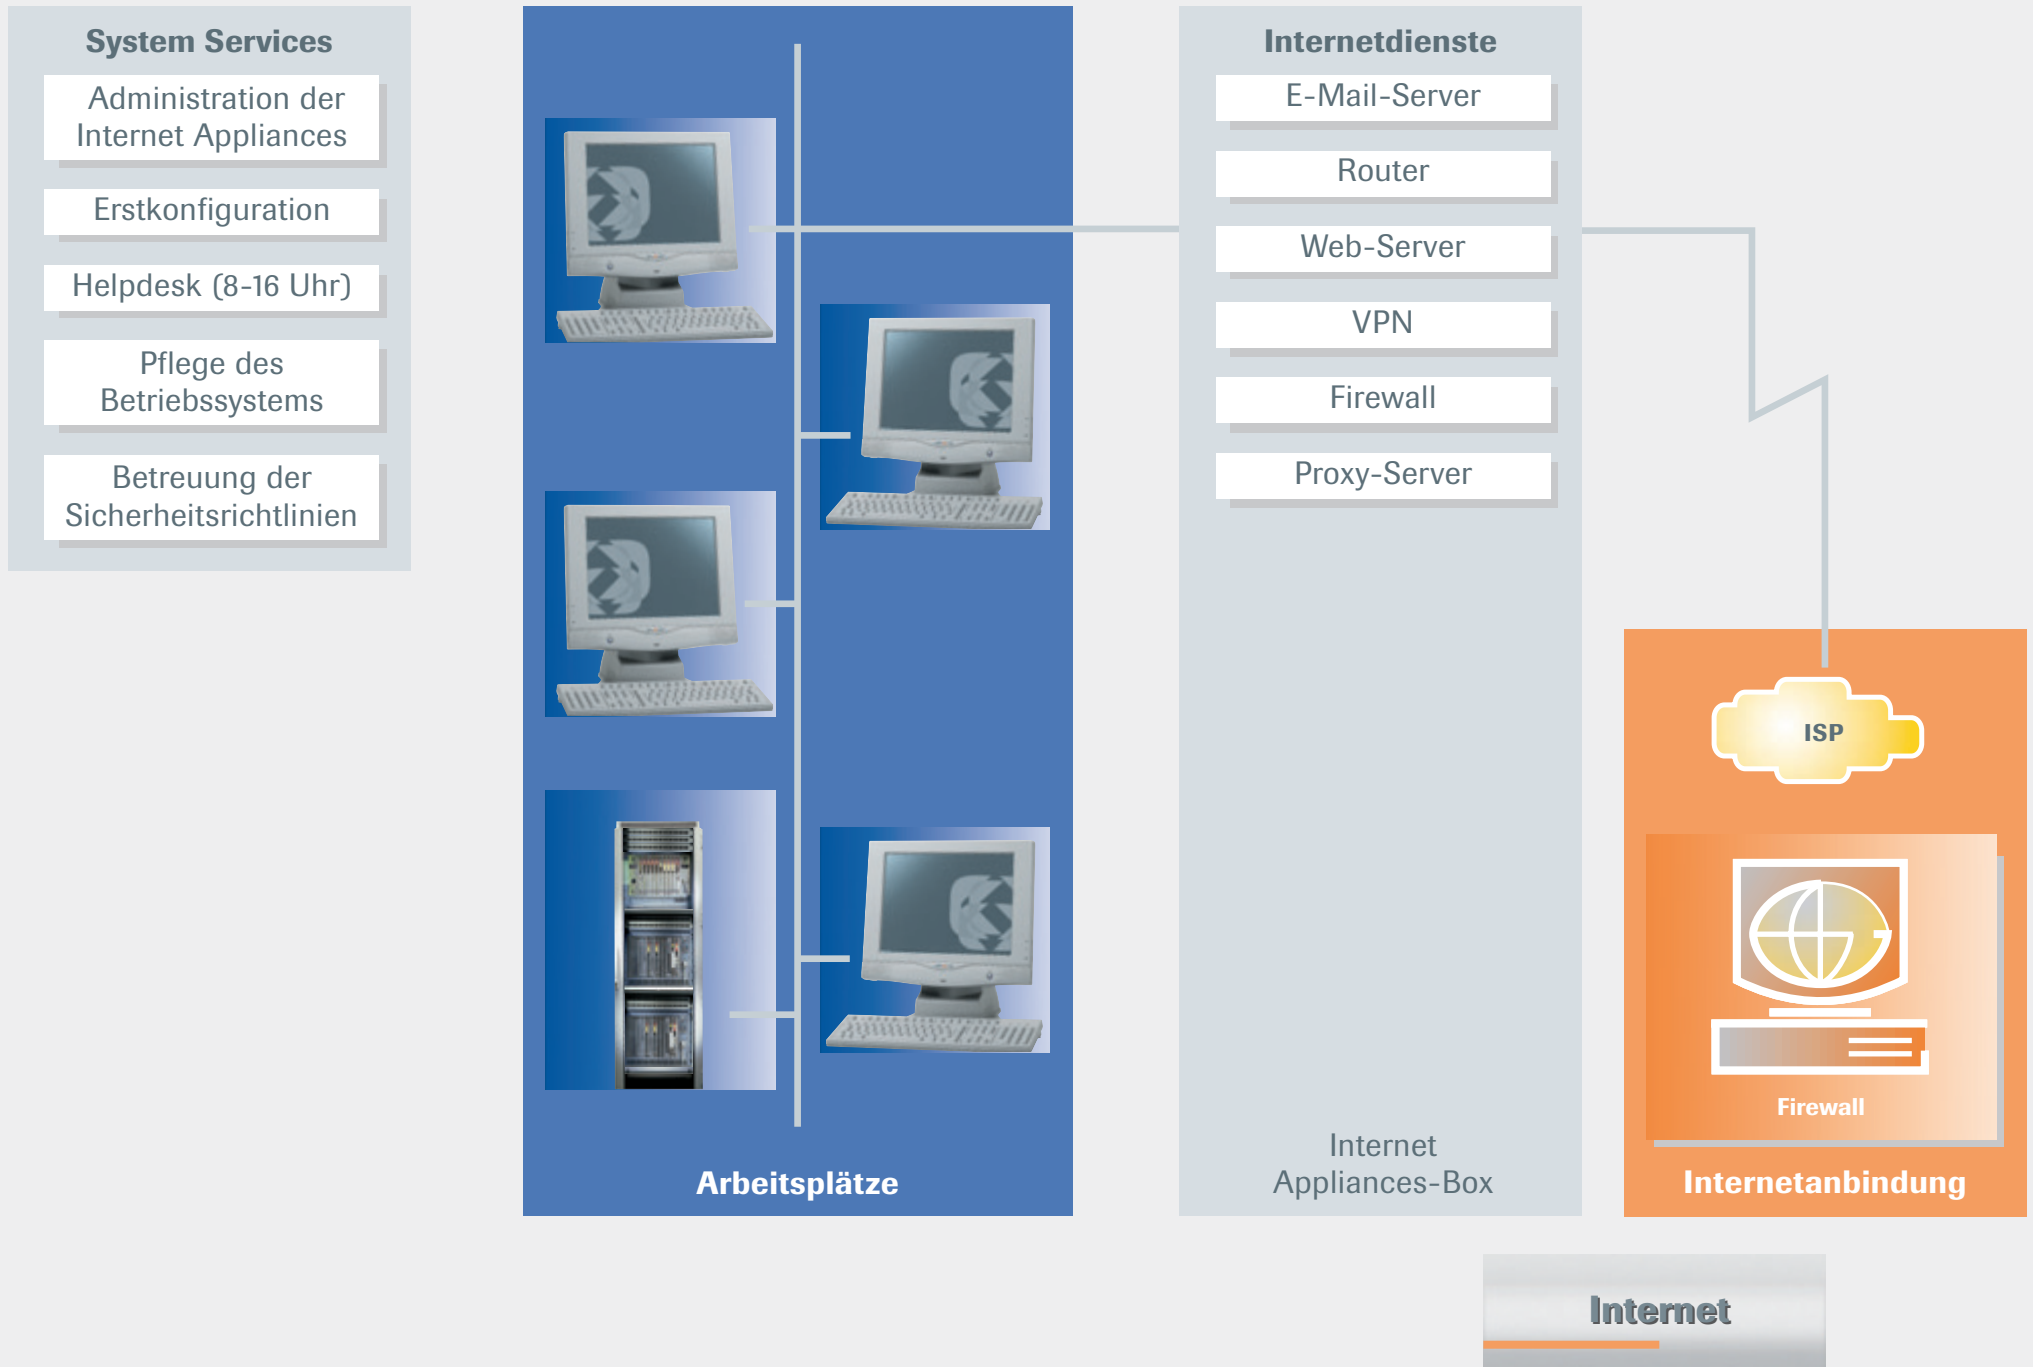 System Services
Administration der
Internet Appliances
Erstkonfiguration
Helpdesk (8-16 Uhr)
Pflege des
Betriebssystems
Betreuung der
Sicherheitsrichtlinien
Arbeitsplätze
Internetdienste
E-Mail-Server
Router
Web-Server
VPN
Firewall
Proxy-Server
Internet
Appliances-Box
ISP
Firewall
Internetanbindung
Internet